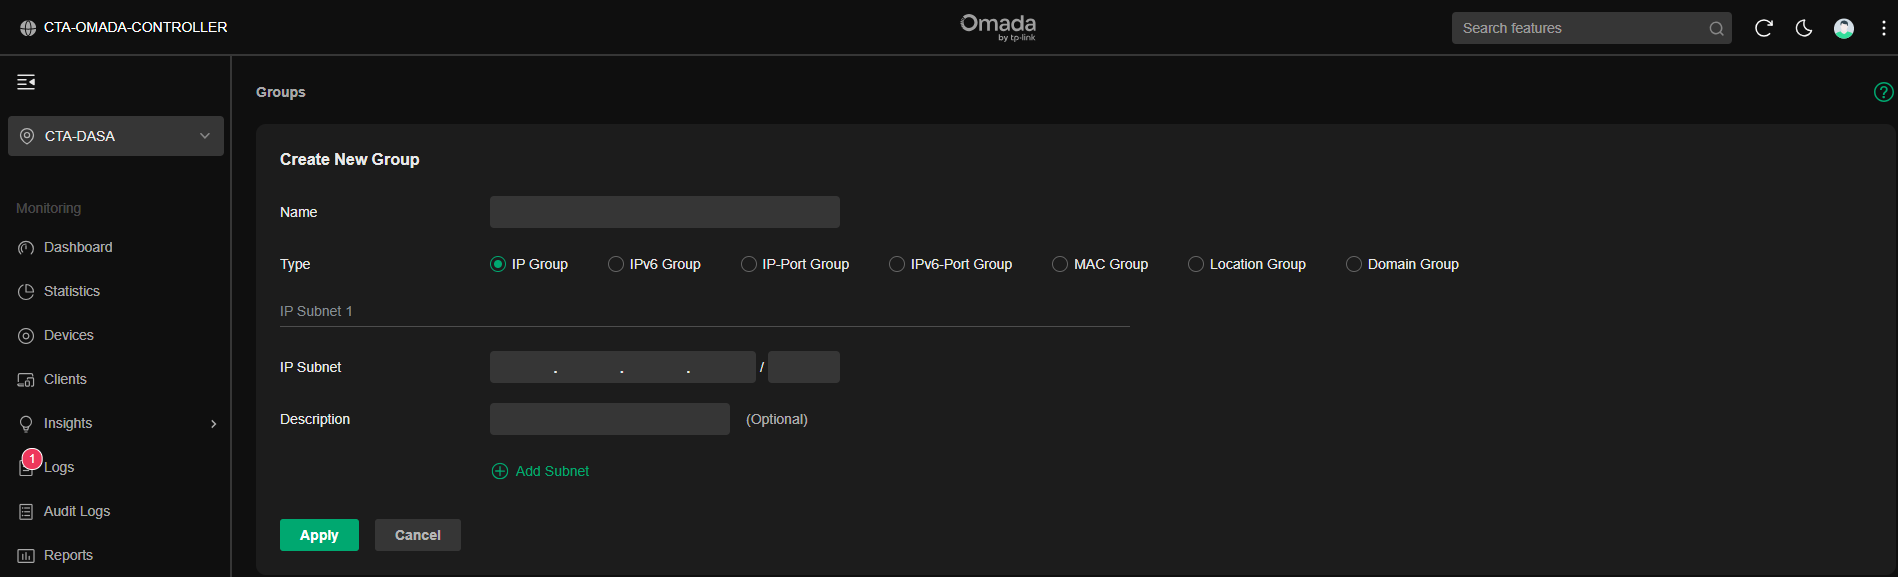 CTA-OMADA-CONTROLLER
Omada
by tp-link
Search features
CTA-DASA
Monitoring
Dashboard
Statistics
Devices
Clients
Insights
1
Logs
Audit Logs
Reports
Groups
?
Create New Group
Name
Type
IP Group
IPv6 Group
IP-Port Group
IPv6-Port Group
MAC Group
Location Group
Domain Group
IP Subnet 1
IP Subnet
. . . /
Description
(Optional)
Add Subnet
Apply
Cancel